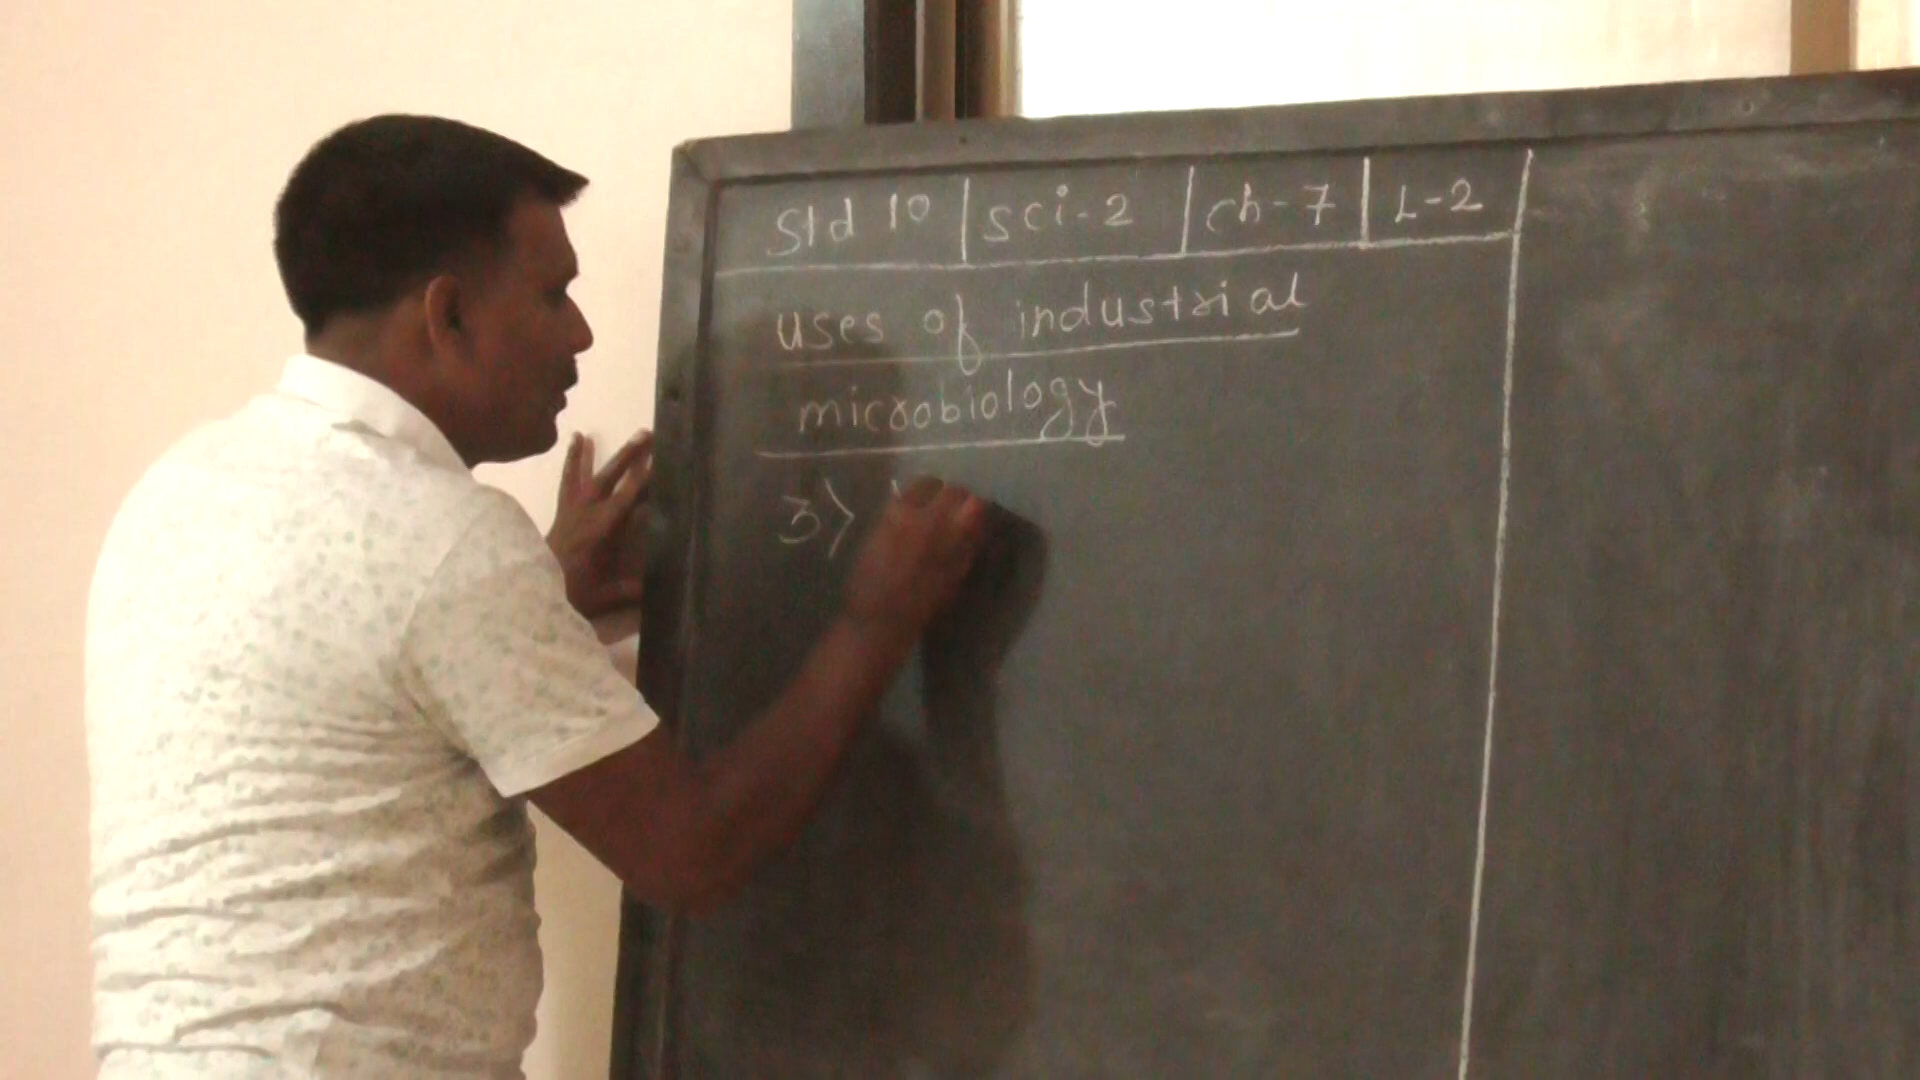 Std 10 | sci-2 | ch-7 | L-2
uses of industrial
microbiology
3)